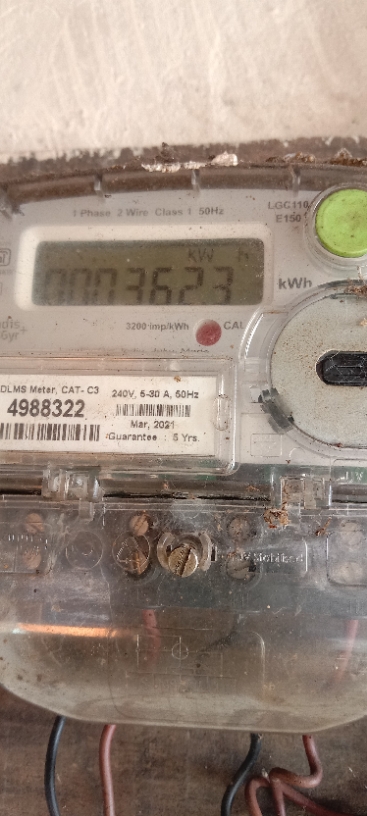 1 Phase 2 Wire Class 1 50Hz
LGC110
E150
KW H
0003623
kWh
3200 imp/kWh
CAL
DLMS Meter, CAT- C3
240V, 5-30 A, 50Hz
4988322
Mar, 2021
Guarantee : 5 Yrs.